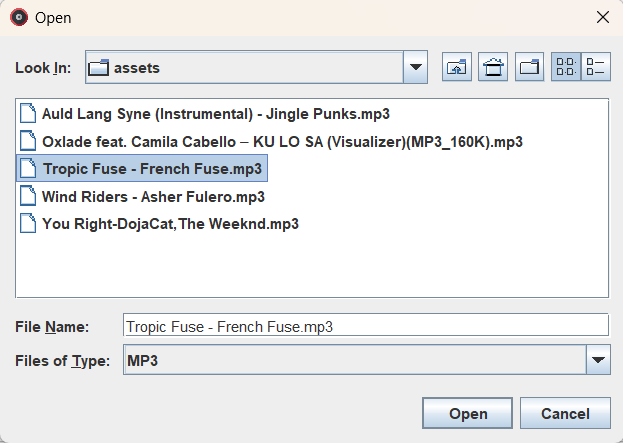 Open
Look In: assets
Auld Lang Syne (Instrumental) - Jingle Punks.mp3
Oxlade feat. Camila Cabello – KU LO SA (Visualizer)(MP3_160K).mp3
Tropic Fuse - French Fuse.mp3
Wind Riders - Asher Fulero.mp3
You Right-DojaCat,The Weeknd.mp3
File Name: Tropic Fuse - French Fuse.mp3
Files of Type: MP3
Open Cancel